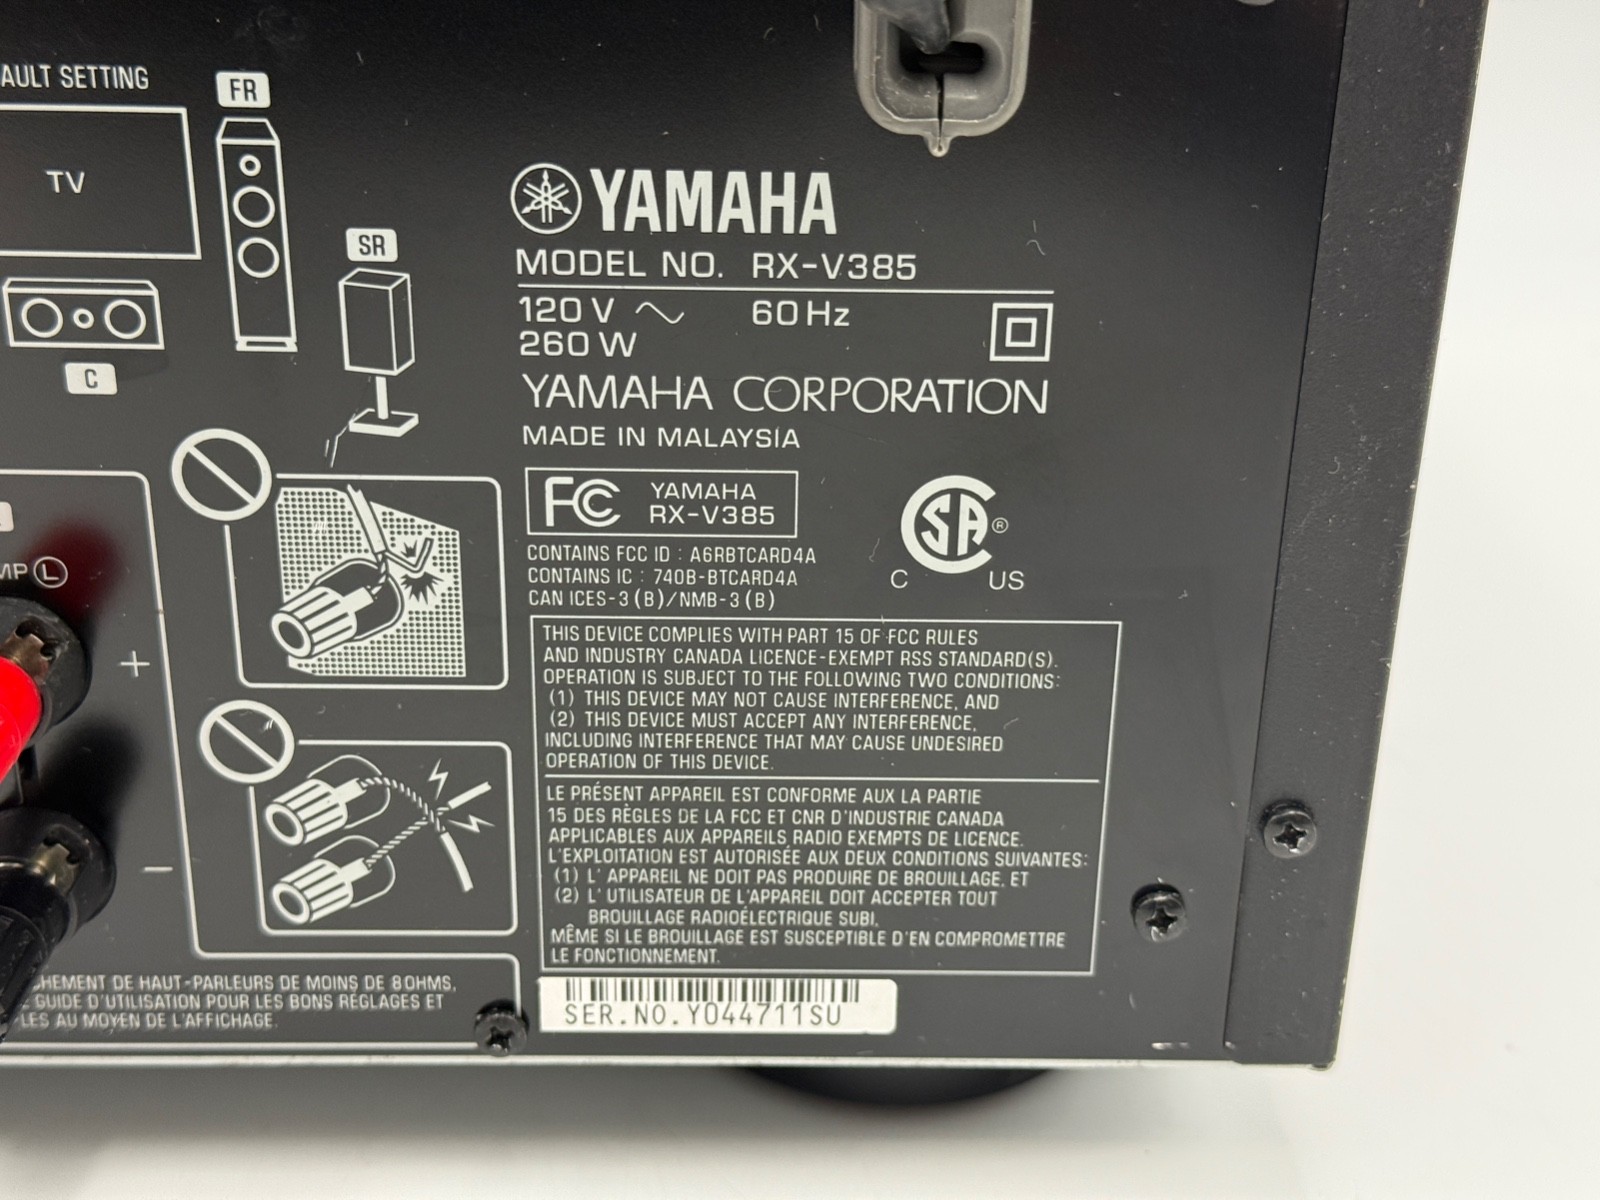 AULT SETTING
FR
TV
SR
C
MP L
+
−
YAMAHA
MODEL NO. RX-V385
120 V ~ 60 Hz
260 W
YAMAHA CORPORATION
MADE IN MALAYSIA
FC YAMAHA
RX-V385
CONTAINS FCC ID : A6RBTCARD4A
CONTAINS IC : 740B-BTCARD4A
CAN ICES-3 (B)/NMB-3 (B)
CSA ®
C US
THIS DEVICE COMPLIES WITH PART 15 OF FCC RULES
AND INDUSTRY CANADA LICENCE-EXEMPT RSS STANDARD(S).
OPERATION IS SUBJECT TO THE FOLLOWING TWO CONDITIONS:
(1) THIS DEVICE MAY NOT CAUSE INTERFERENCE, AND
(2) THIS DEVICE MUST ACCEPT ANY INTERFERENCE,
INCLUDING INTERFERENCE THAT MAY CAUSE UNDESIRED
OPERATION OF THIS DEVICE.
LE PRÉSENT APPAREIL EST CONFORME AUX LA PARTIE
15 DES RÈGLES DE LA FCC ET CNR D'INDUSTRIE CANADA
APPLICABLES AUX APPAREILS RADIO EXEMPTS DE LICENCE.
L'EXPLOITATION EST AUTORISÉE AUX DEUX CONDITIONS SUIVANTES:
(1) L' APPAREIL NE DOIT PAS PRODUIRE DE BROUILLAGE, ET
(2) L' UTILISATEUR DE L'APPAREIL DOIT ACCEPTER TOUT
BROUILLAGE RADIOÉLECTRIQUE SUBI,
MÊME SI LE BROUILLAGE EST SUSCEPTIBLE D'EN COMPROMETTRE
LE FONCTIONNEMENT.
CHEMENT DE HAUT-PARLEURS DE MOINS DE 8 OHMS,
GUIDE D'UTILISATION POUR LES BONS RÉGLAGES ET
LES AU MOYEN DE L'AFFICHAGE.
SER.NO.Y044711SU